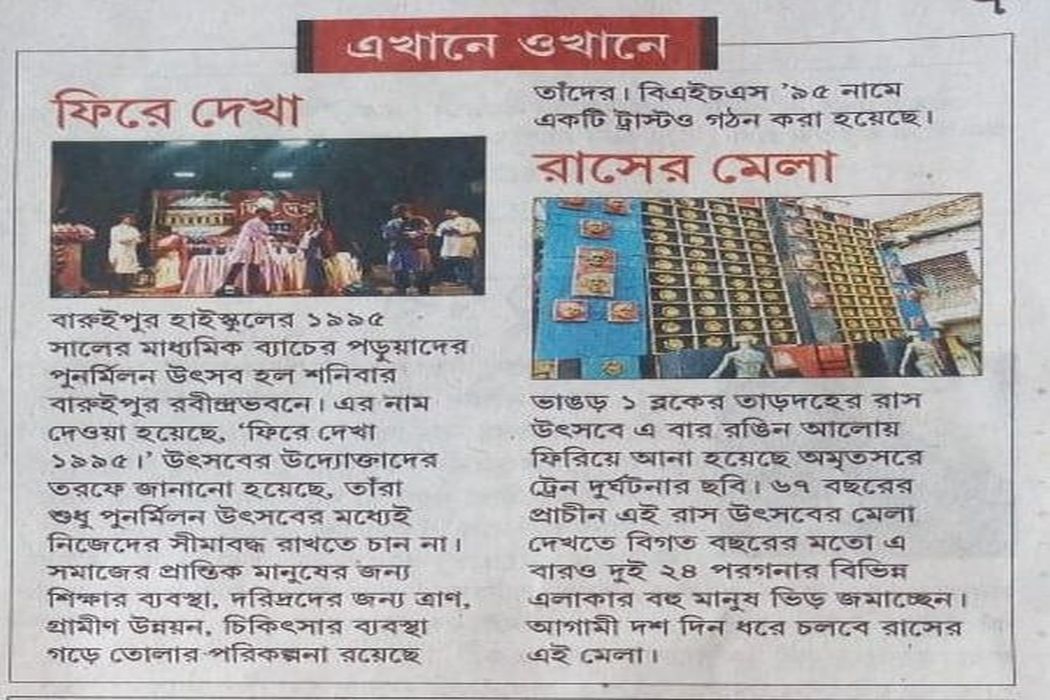 এখানে ওখানে
ফিরে দেখা
বারুইপুর হাইস্কুলের ১৯৯৫
সালের মাধ্যমিক ব্যাচের পড়ুয়াদের
পুনর্মিলন উৎসব হল শনিবার
বারুইপুর রবীন্দ্রভবনে। এর নাম
দেওয়া হয়েছে, ‘ফিরে দেখা
১৯৯৫।’ উৎসবের উদ্যোক্তাদের
তরফে জানানো হয়েছে, তাঁরা
শুধু পুনর্মিলন উৎসবের মধ্যেই
নিজেদের সীমাবদ্ধ রাখতে চান না।
সমাজের প্রান্তিক মানুষের জন্য
শিক্ষার ব্যবস্থা, দরিদ্রদের জন্য ত্রাণ,
গ্রামীণ উন্নয়ন, চিকিৎসার ব্যবস্থা
গড়ে তোলার পরিকল্পনা রয়েছে
তাঁদের। বিএইচএস ’৯৫ নামে
একটি ট্রাস্টও গঠন করা হয়েছে।
রাসের মেলা
ভাঙড় ১ ব্লকের তাড়দহের রাস
উৎসবে এ বার রঙিন আলোয়
ফিরিয়ে আনা হয়েছে অমৃতসরে
ট্রেন দুর্ঘটনার ছবি। ৬৭ বছরের
প্রাচীন এই রাস উৎসবের মেলা
দেখতে বিগত বছরের মতো এ
বারও দুই ২৪ পরগনার বিভিন্ন
এলাকার বহু মানুষ ভিড় জমাচ্ছেন।
আগামী দশ দিন ধরে চলবে রাসের
এই মেলা।